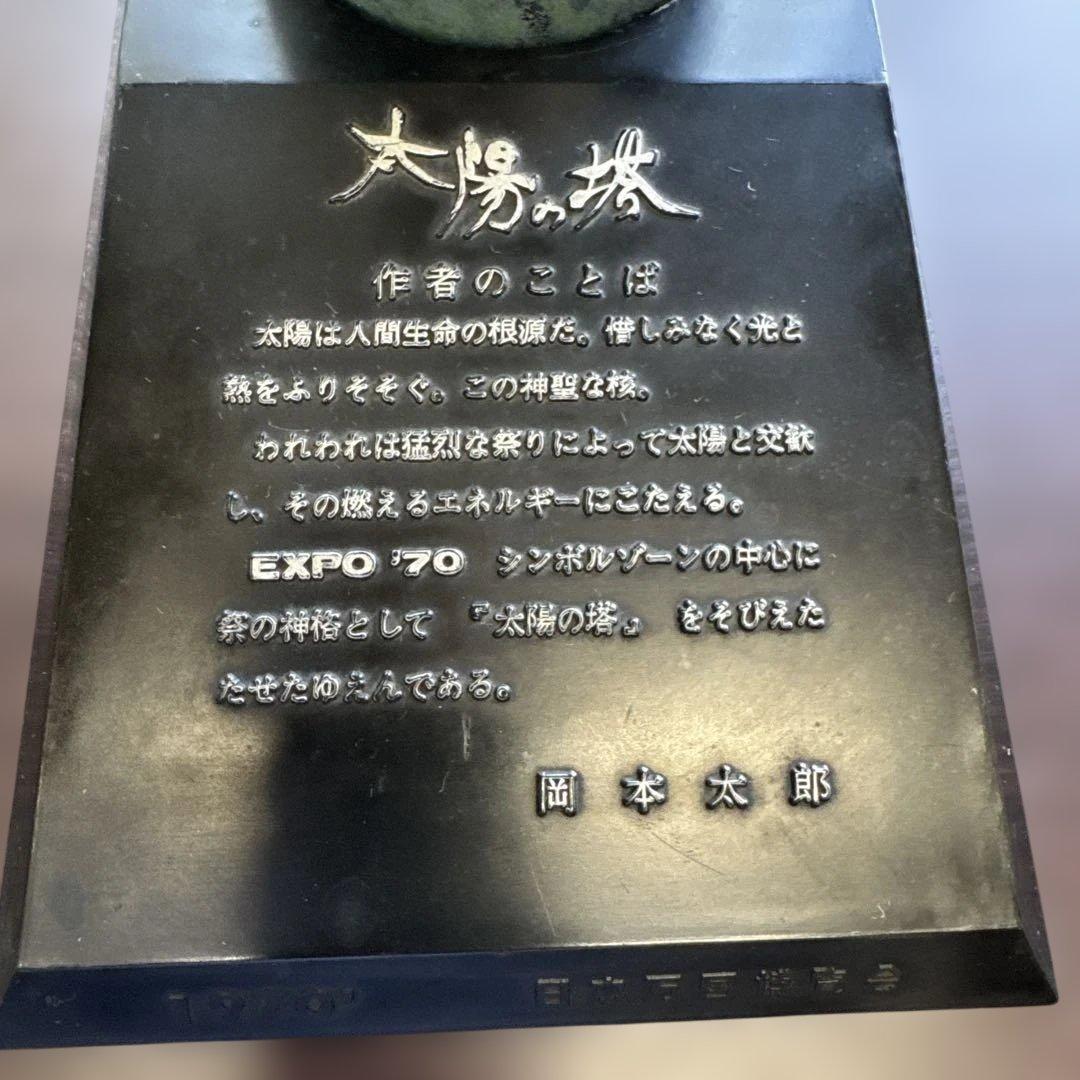 太陽の塔
作者のことば
太陽は人間生命の根源だ。惜しみなく光と
熱をふりそそぐ。この神聖な核。
われわれは猛烈な祭りによって太陽と交歓
し、その燃えるエネルギーにこたえる。
EXPO '70 シンボルゾーンの中心に
祭の神格として 『太陽の塔』 をそびえた
たせたゆえんである。
岡本太郎